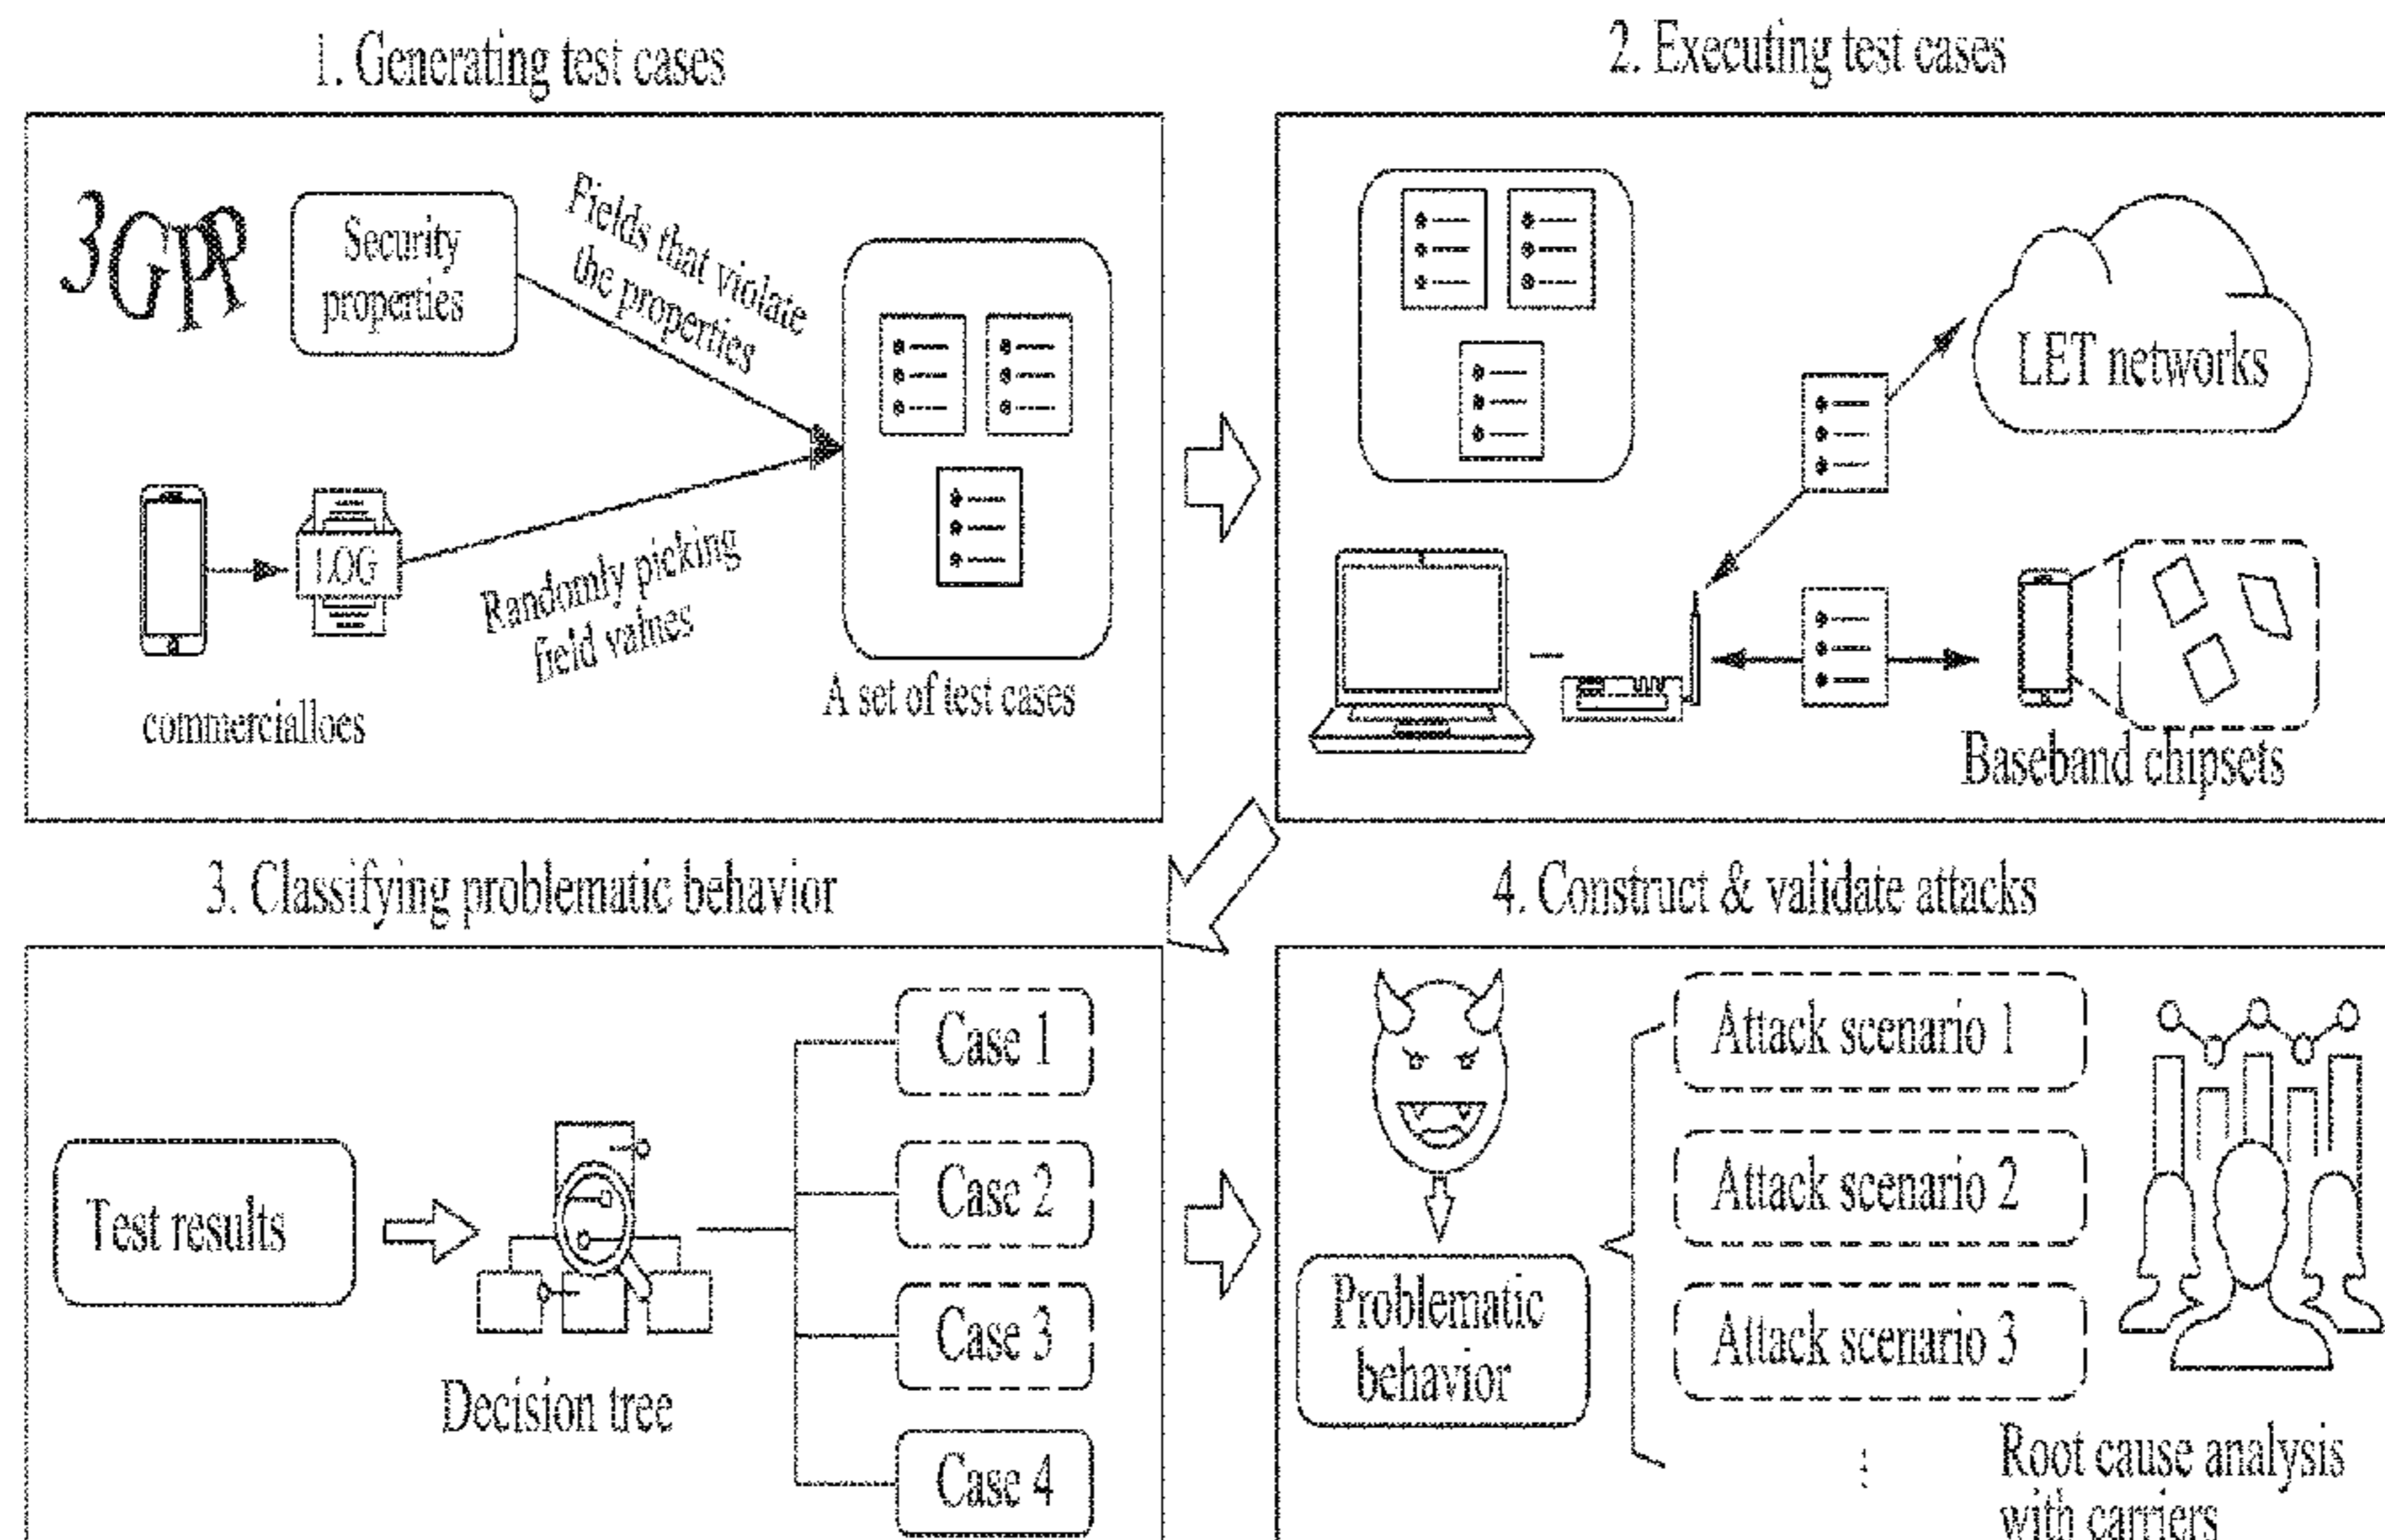 1. Generating test cases
3GPP
Security
properties
Fields that violate
the properties
LOG
Randomly picking
field vaines
commercialloes
A set of test cases
2. Executing test cases
LET networks
Baseband chipsets
3. Classifying problematic behavior
Test results
Decision tree
Case 1
Case 2
Case 3
Case 4
4. Construct & validate attacks
Problematic
behavior
Attack scenario 1
Attack scenario 2
Attack scenario 3
Root cause analysis
with carriers